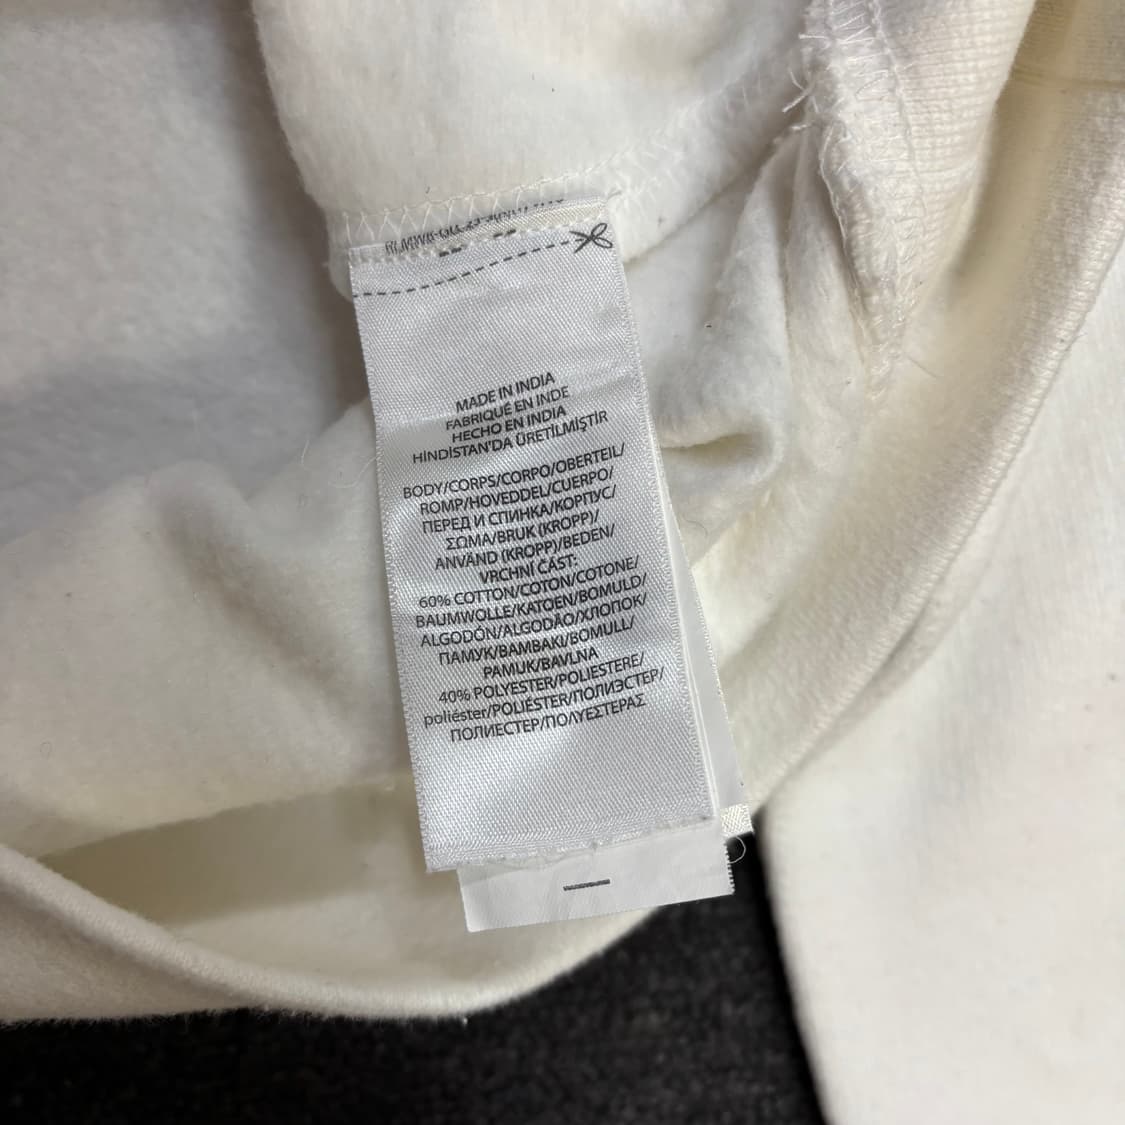 MADE IN INDIA
FABRIQUÉ EN INDE
HECHO EN INDIA
HİNDİSTAN'DA ÜRETİLMİŞTİR
BODY/CORPS/CORPO/OBERTEIL/
ROMP/HOVEDDEL/CUERPO/
ПЕРЕД И СПИНКА/КОРПУС/
ΣΩΜΑ/BRUK (KROPP)/
ANVÄND (KROPP)/BEDEN/
VRCHNÍ ČÁST:
60% COTTON/COTON/COTONE/
BAUMWOLLE/KATOEN/BOMULD/
ALGODÓN/ALGODÃO/ХЛОПОК/
ПАМУК/ΒΑΜΒΑΚΙ/BOMULL/
PAMUK/BAVLNA
40% POLYESTER/POLIESTERE/
poliéster/POLIÉSTER/ПОЛИЭСТЕР/
ПОЛИЕСТЕР/ΠΟΛΥΕΣΤΕΡΑΣ